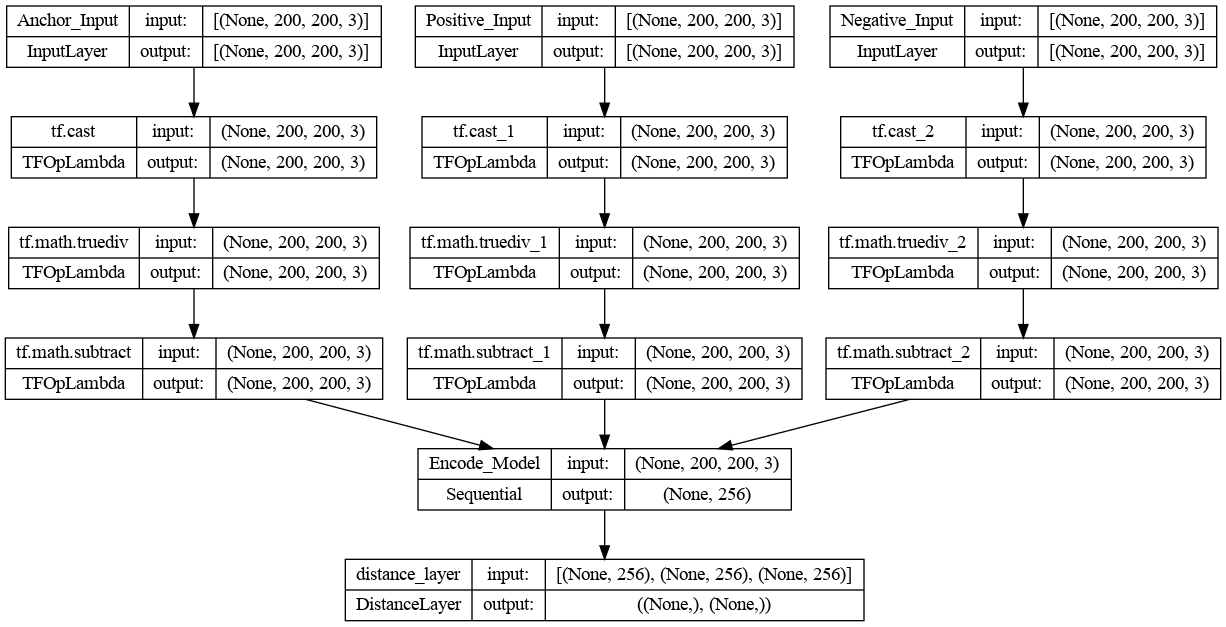 Anchor_Input input: [(None, 200, 200, 3)]
InputLayer output: [(None, 200, 200, 3)]
Positive_Input input: [(None, 200, 200, 3)]
InputLayer output: [(None, 200, 200, 3)]
Negative_Input input: [(None, 200, 200, 3)]
InputLayer output: [(None, 200, 200, 3)]
tf.cast input: (None, 200, 200, 3)
TFOpLambda output: (None, 200, 200, 3)
tf.cast_1 input: (None, 200, 200, 3)
TFOpLambda output: (None, 200, 200, 3)
tf.cast_2 input: (None, 200, 200, 3)
TFOpLambda output: (None, 200, 200, 3)
tf.math.truediv input: (None, 200, 200, 3)
TFOpLambda output: (None, 200, 200, 3)
tf.math.truediv_1 input: (None, 200, 200, 3)
TFOpLambda output: (None, 200, 200, 3)
tf.math.truediv_2 input: (None, 200, 200, 3)
TFOpLambda output: (None, 200, 200, 3)
tf.math.subtract input: (None, 200, 200, 3)
TFOpLambda output: (None, 200, 200, 3)
tf.math.subtract_1 input: (None, 200, 200, 3)
TFOpLambda output: (None, 200, 200, 3)
tf.math.subtract_2 input: (None, 200, 200, 3)
TFOpLambda output: (None, 200, 200, 3)
Encode_Model input: (None, 200, 200, 3)
Sequential output: (None, 256)
distance_layer input: [(None, 256), (None, 256), (None, 256)]
DistanceLayer output: ((None,), (None,))